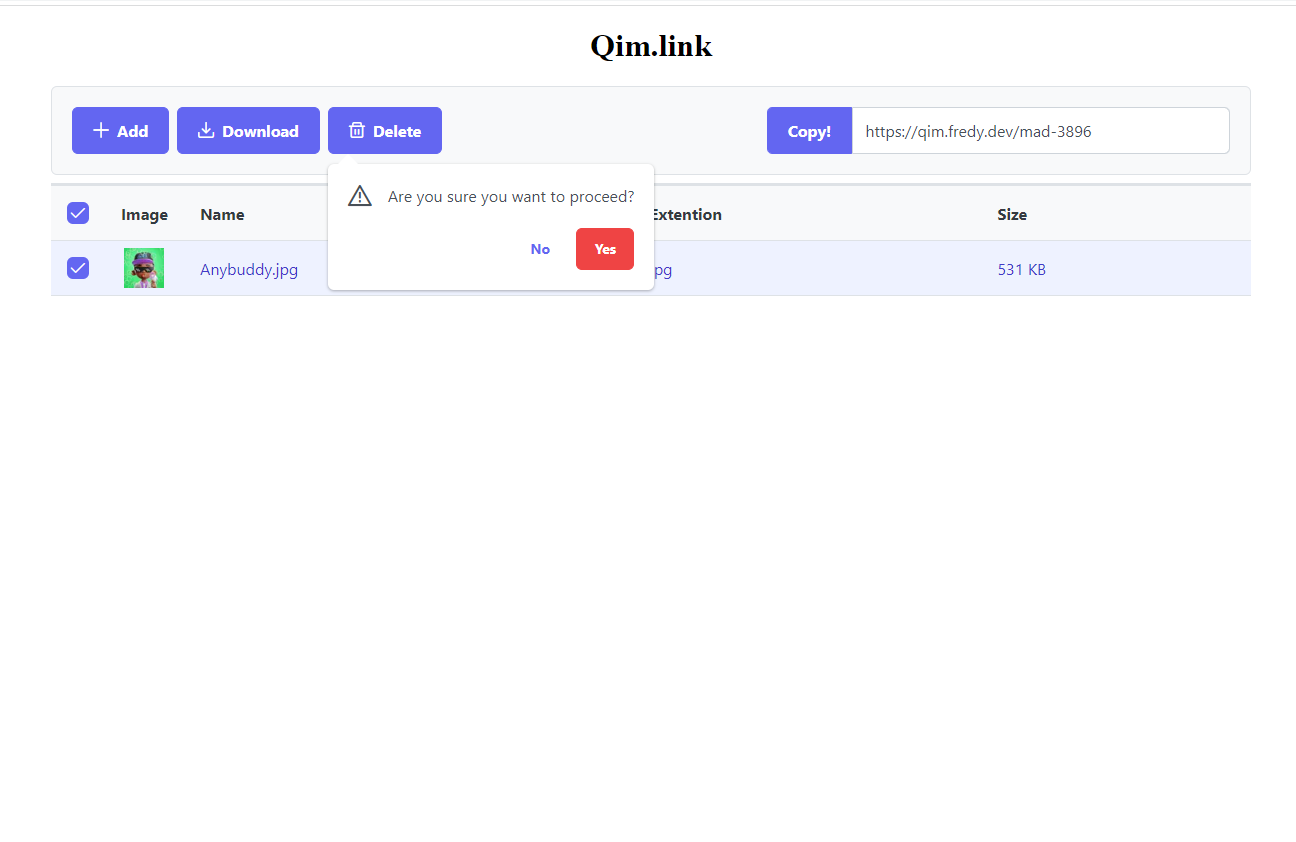 Qim.link
Add Download Delete Copy! https://qim.fredy.dev/mad-3896
Are you sure you want to proceed?
No Yes
Image Name Extention Size
Anybuddy.jpg pg 531 KB